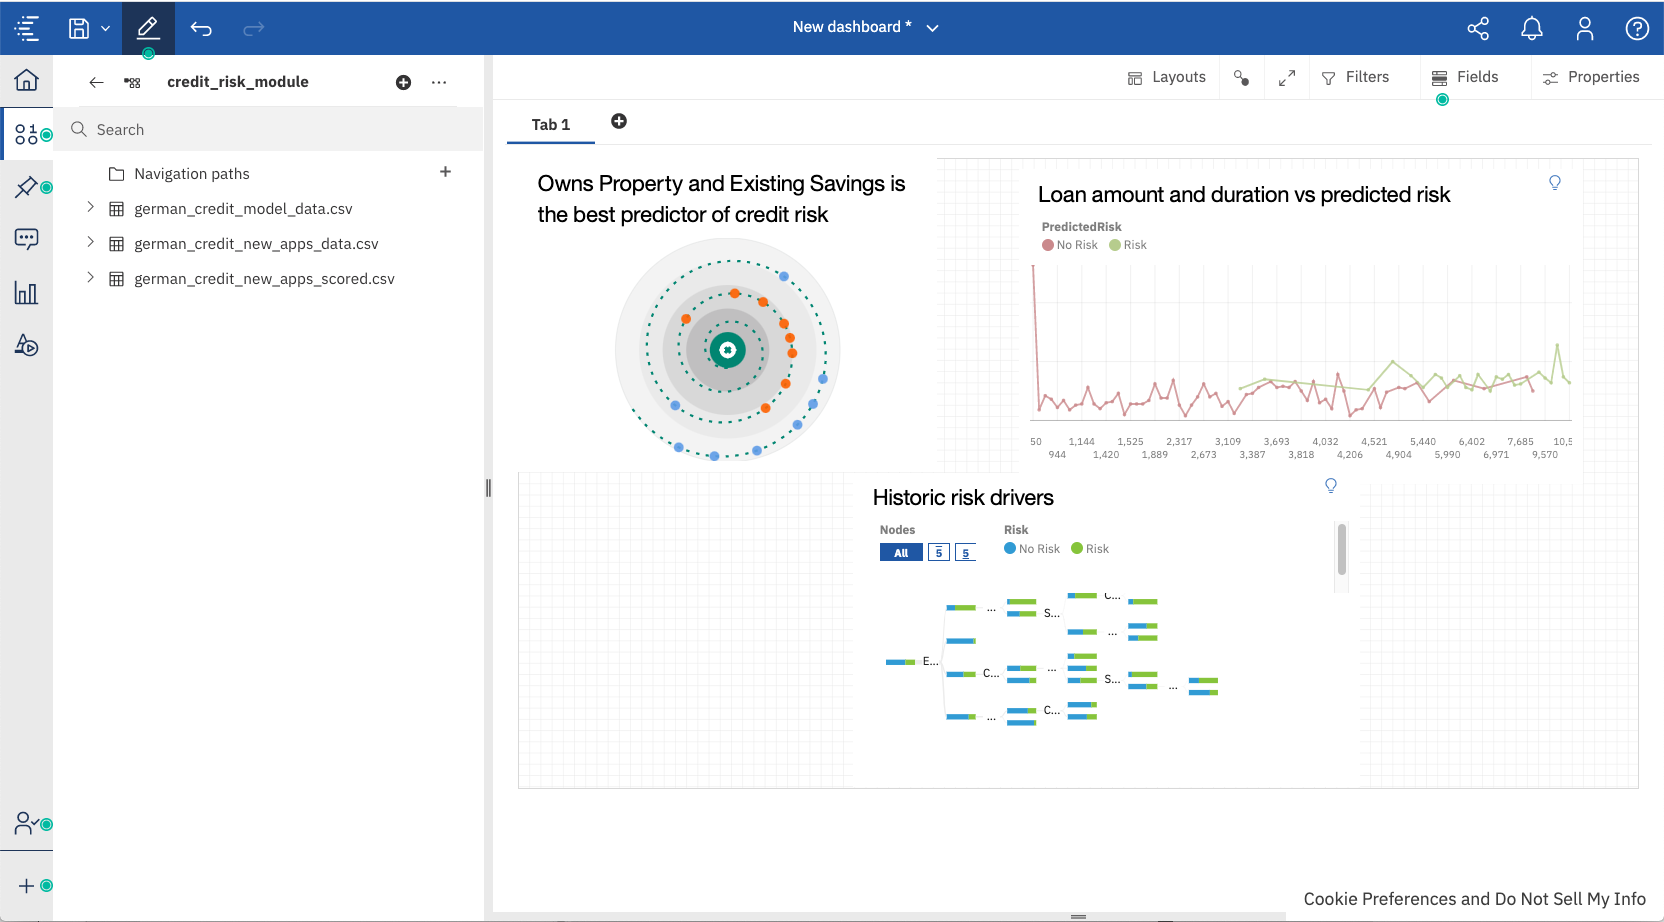 New dashboard *
credit_risk_module
Search
Navigation paths
german_credit_model_data.csv
german_credit_new_apps_data.csv
german_credit_new_apps_scored.csv
Layouts
Filters
Fields
Properties
Tab 1
Owns Property and Existing Savings is
the best predictor of credit risk
Loan amount and duration vs predicted risk
PredictedRisk
No Risk Risk
50 1,144 1,525 2,317 3,109 3,693 4,032 4,521 5,440 6,402 7,685 10,5
944 1,420 1,889 2,673 3,387 3,818 4,206 4,904 5,990 6,971 9,570
Historic risk drivers
Nodes Risk
All 5 5 No Risk Risk
C...
... S...
...
E...
C... ... S...
...
... C...
Cookie Preferences and Do Not Sell My Info